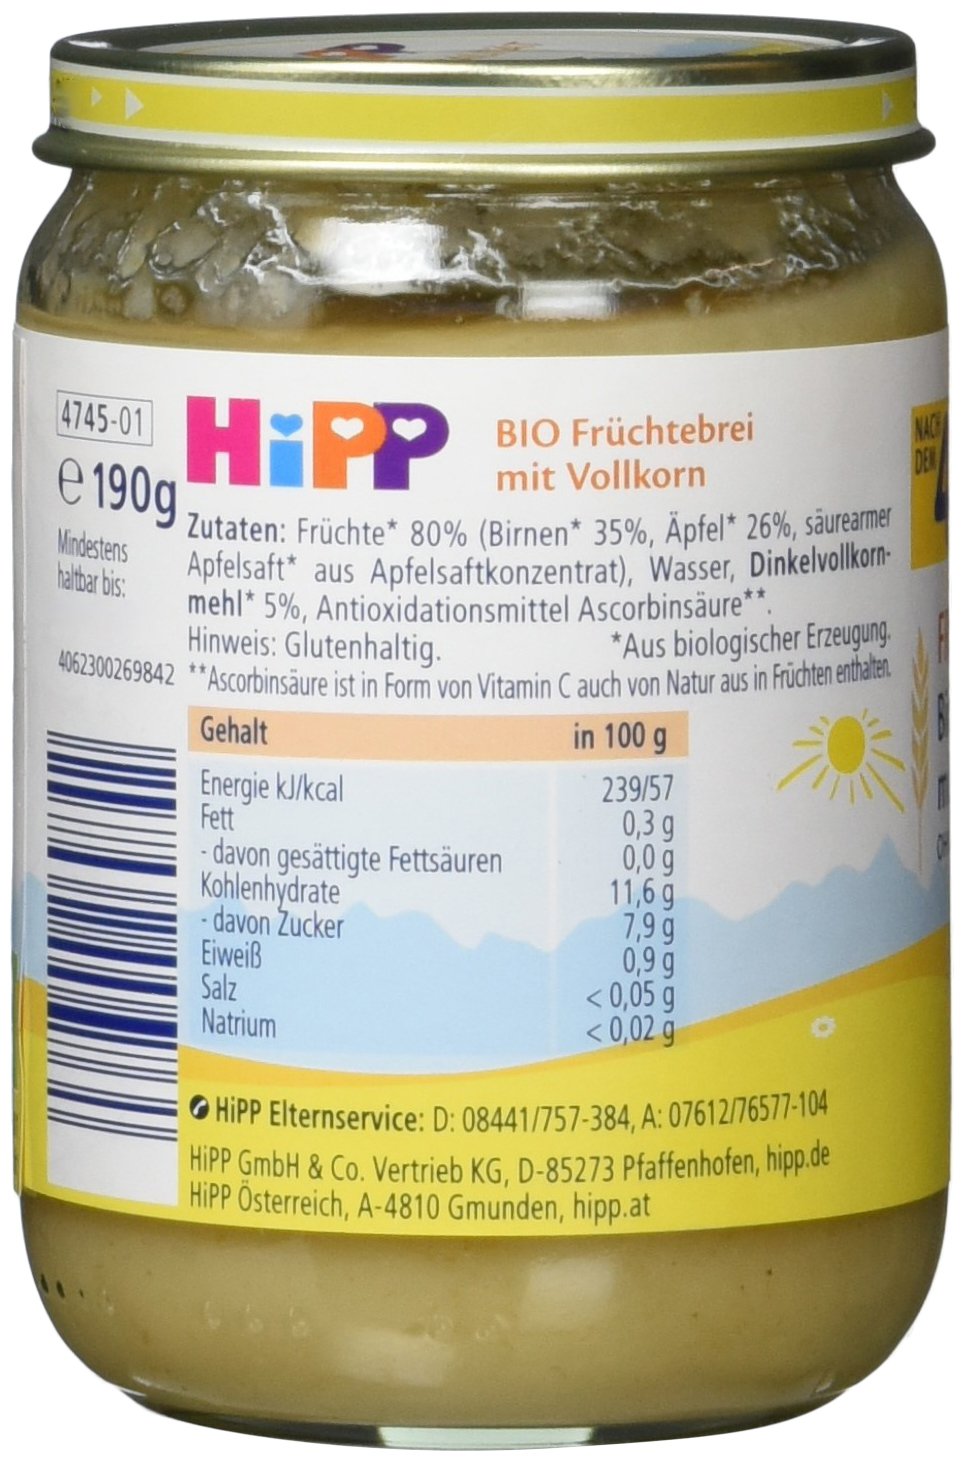 HiPP
4745-01
e 190g
Mindestens
haltbar bis:
4062300269842
HiPP
BIO Früchtebrei
mit Vollkorn
Zutaten: Früchte* 80% (Birnen* 35%, Äpfel* 26%, säurearmer
Apfelsaft* aus Apfelsaftkonzentrat), Wasser, Dinkelvollkorn-
mehl* 5%, Antioxidationsmittel Ascorbinsäure**.
Hinweis: Glutenhaltig. *Aus biologischer Erzeugung.
**Ascorbinsäure ist in Form von Vitamin C auch von Natur aus in Früchten enthalten.
Gehalt in 100 g
Energie kJ/kcal 239/57
Fett 0,3 g
- davon gesättigte Fettsäuren 0,0 g
Kohlenhydrate 11,6 g
- davon Zucker 7,9 g
Eiweiß 0,9 g
Salz < 0,05 g
Natrium < 0,02 g
HiPP Elternservice: D: 08441/757-384, A: 07612/76577-104
HiPP GmbH & Co. Vertrieb KG, D-85273 Pfaffenhofen, hipp.de
HiPP Österreich, A-4810 Gmunden, hipp.at
NACH
DEM